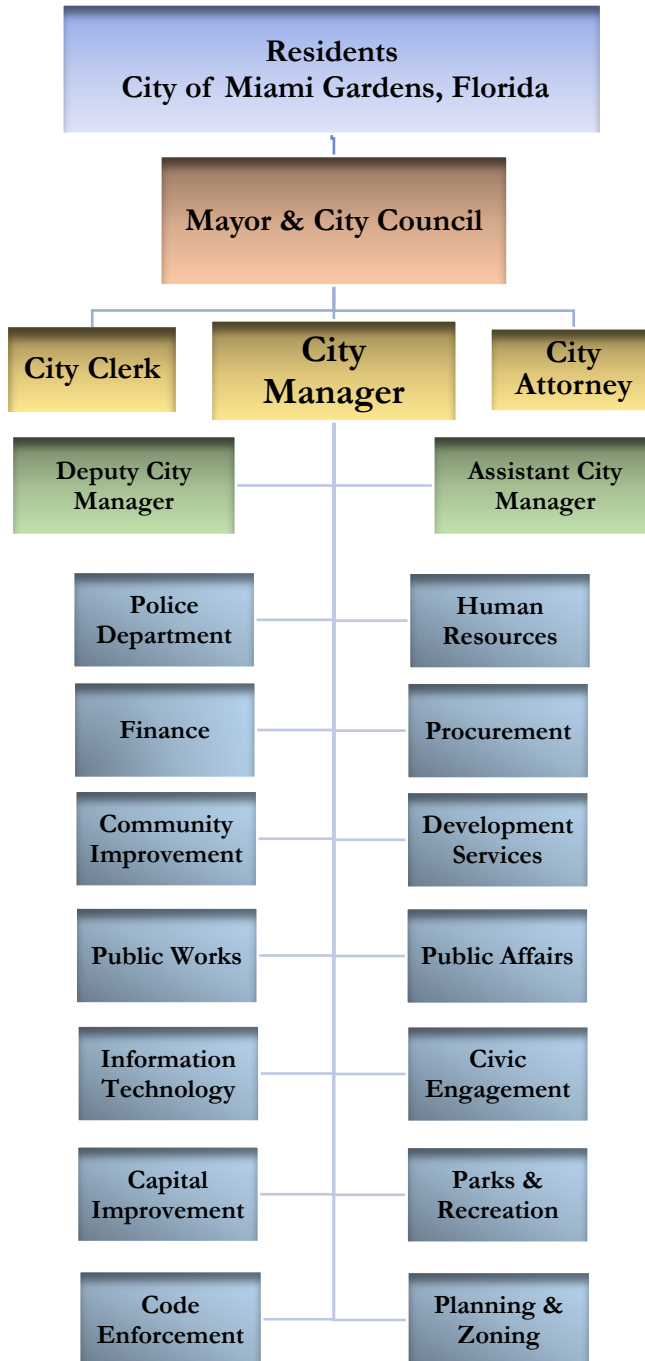 Residents
City of Miami Gardens, Florida
Mayor & City Council
City Clerk
City
Manager
City
Attorney
Deputy City
Manager
Assistant City
Manager
Police
Department
Human
Resources
Finance
Procurement
Community
Improvement
Development
Services
Public Works
Public Affairs
Information
Technology
Civic
Engagement
Capital
Improvement
Parks &
Recreation
Code
Enforcement
Planning &
Zoning